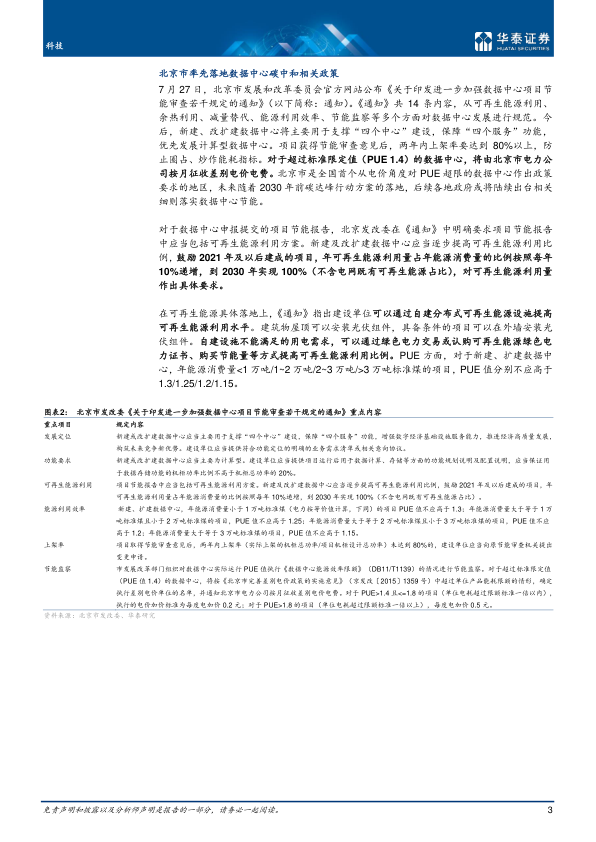 科技
华泰证券
HUATAI SECURITIES
北京市率先落地数据中心碳中和相关政策
7 月 27 日，北京市发展和改革委员会官方网站公布《关于印发进一步加强数据中心项目节
能审查若干规定的通知》（以下简称：通知）。《通知》共 14 条内容，从可再生能源利用、
余热利用、减量替代、能源利用效率、节能监察等多个方面对数据中心发展进行规范。今
后，新建、改扩建数据中心将主要用于支撑“四个中心”建设，保障“四个服务”功能，
优先发展计算型数据中心。项目获得节能审查意见后，两年内上架率要达到 80%以上，防
止圈占、炒作能耗指标。对于超过标准限定值（PUE 1.4）的数据中心，将由北京市电力公
司按月征收差别电价电费。北京市是全国首个从电价角度对 PUE 超限的数据中心作出政策
要求的地区，未来随着 2030 年前碳达峰行动方案的落地，后续各地政府或将陆续出台相关
细则落实数据中心节能。
对于数据中心申报提交的项目节能报告，北京发改委在《通知》中明确要求项目节能报告
中应当包括可再生能源利用方案。新建及改扩建数据中心应当逐步提高可再生能源利用比
例，鼓励 2021 年及以后建成的项目，年可再生能源利用量占年能源消费量的比例按照每年
10%递增，到 2030 年实现 100%（不含电网既有可再生能源占比），对可再生能源利用量
作出具体要求。
在可再生能源具体落地上，《通知》指出建设单位可以通过自建分布式可再生能源设施提高
可再生能源利用水平。建筑物屋顶可以安装光伏组件，具备条件的项目可以在外墙安装光
伏组件。自建设施不能满足的用电需求，可以通过绿色电力交易或认购可再生能源绿色电
力证书、购买节能量等方式提高可再生能源利用比例。PUE 方面，对于新建、扩建数据中
心，年能源消费量<1 万吨/1~2 万吨/2~3 万吨/>3 万吨标准煤的项目，PUE 值分别不应高于
1.3/1.25/1.2/1.15。
图表2： 北京市发改委《关于印发进一步加强数据中心项目节能审查若干规定的通知》重点内容
重点项目 规定内容
发展定位 新建或改扩建数据中心应当主要用于支撑“四个中心”建设，保障“四个服务”功能，增强数字经济基础设施服务能力，推进经济高质量发展，
构筑未来竞争新优势。建设单位应当提供符合功能定位的明确的业务需求清单或相关意向协议。
功能要求 新建或改扩建数据中心应当主要为计算型。建设单位应当提供项目运行后用于数据计算、存储等方面的功能规划说明及配置说明，应当保证用
于数据存储功能的机柜功率比例不高于机柜总功率的 20%。
可再生能源利用 项目节能报告中应当包括可再生能源利用方案。新建及改扩建数据中心应当逐步提高可再生能源利用比例，鼓励 2021 年及以后建成的项目，年
可再生能源利用量占年能源消费量的比例按照每年 10%递增，到 2030 年实现 100%（不含电网既有可再生能源占比）。
能源利用效率 新建、扩建数据中心，年能源消费量小于 1 万吨标准煤（电力按等价值计算，下同）的项目 PUE 值不应高于 1.3；年能源消费量大于等于 1 万
吨标准煤且小于 2 万吨标准煤的项目，PUE 值不应高于 1.25；年能源消费量大于等于 2 万吨标准煤且小于 3 万吨标准煤的项目，PUE 值不应
高于 1.2；年能源消费量大于等于 3 万吨标准煤的项目，PUE 值不应高于 1.15。
上架率 项目取得节能审查意见后，两年内上架率（实际上架的机柜总功率/项目机柜设计总功率）未达到 80%的，建设单位应当向原节能审查机关提出
变更申请。
节能监察 市发展改革部门组织对数据中心实际运行 PUE 值执行《数据中心能源效率限额》（DB11/T1139）的情况进行节能监察。对于超过标准限定值
（PUE 值 1.4）的数据中心，将按《北京市完善差别电价政策的实施意见》（京发改〔2015〕1359 号）中超过单位产品能耗限额的情形，确定
执行差别电价单位的名单，并通知北京市电力公司按月征收差别电价电费。对于 PUE>1.4 且<=1.8 的项目（单位电耗超过限额标准一倍以内），
执行的电价加价标准为每度电加价 0.2 元；对于 PUE>1.8 的项目（单位电耗超过限额标准一倍以上），每度电加价 0.5 元。
资料来源：北京市发改委、华泰研究
免责声明和披露以及分析师声明是报告的一部分，请务必一起阅读。 3